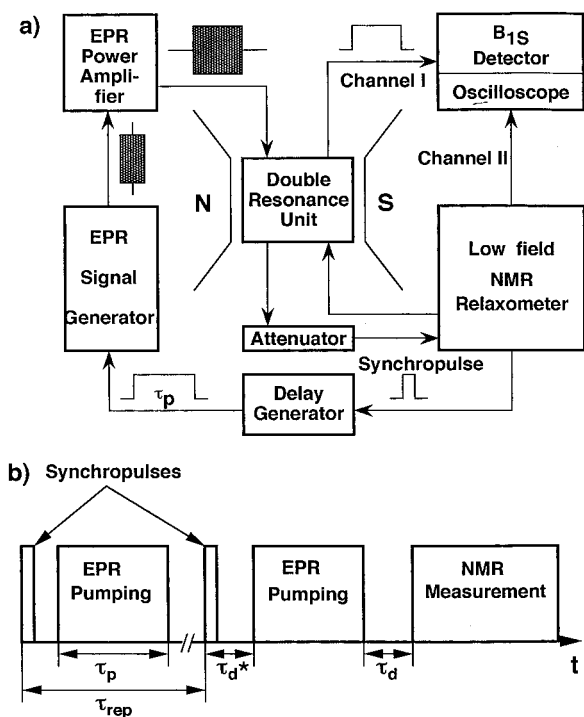 a)
EPR
Power
Ampli-
fier
Channel I
B1S
Detector
Oscilloscope
Channel II
N
Double
Resonance
Unit
S
EPR
Signal
Generator
Low field
NMR
Relaxometer
Attenuator
Synchropulse
τp
Delay
Generator
b)
Synchropulses
EPR
Pumping
EPR
Pumping
NMR
Measurement
τp
τd*
τd
t
τrep